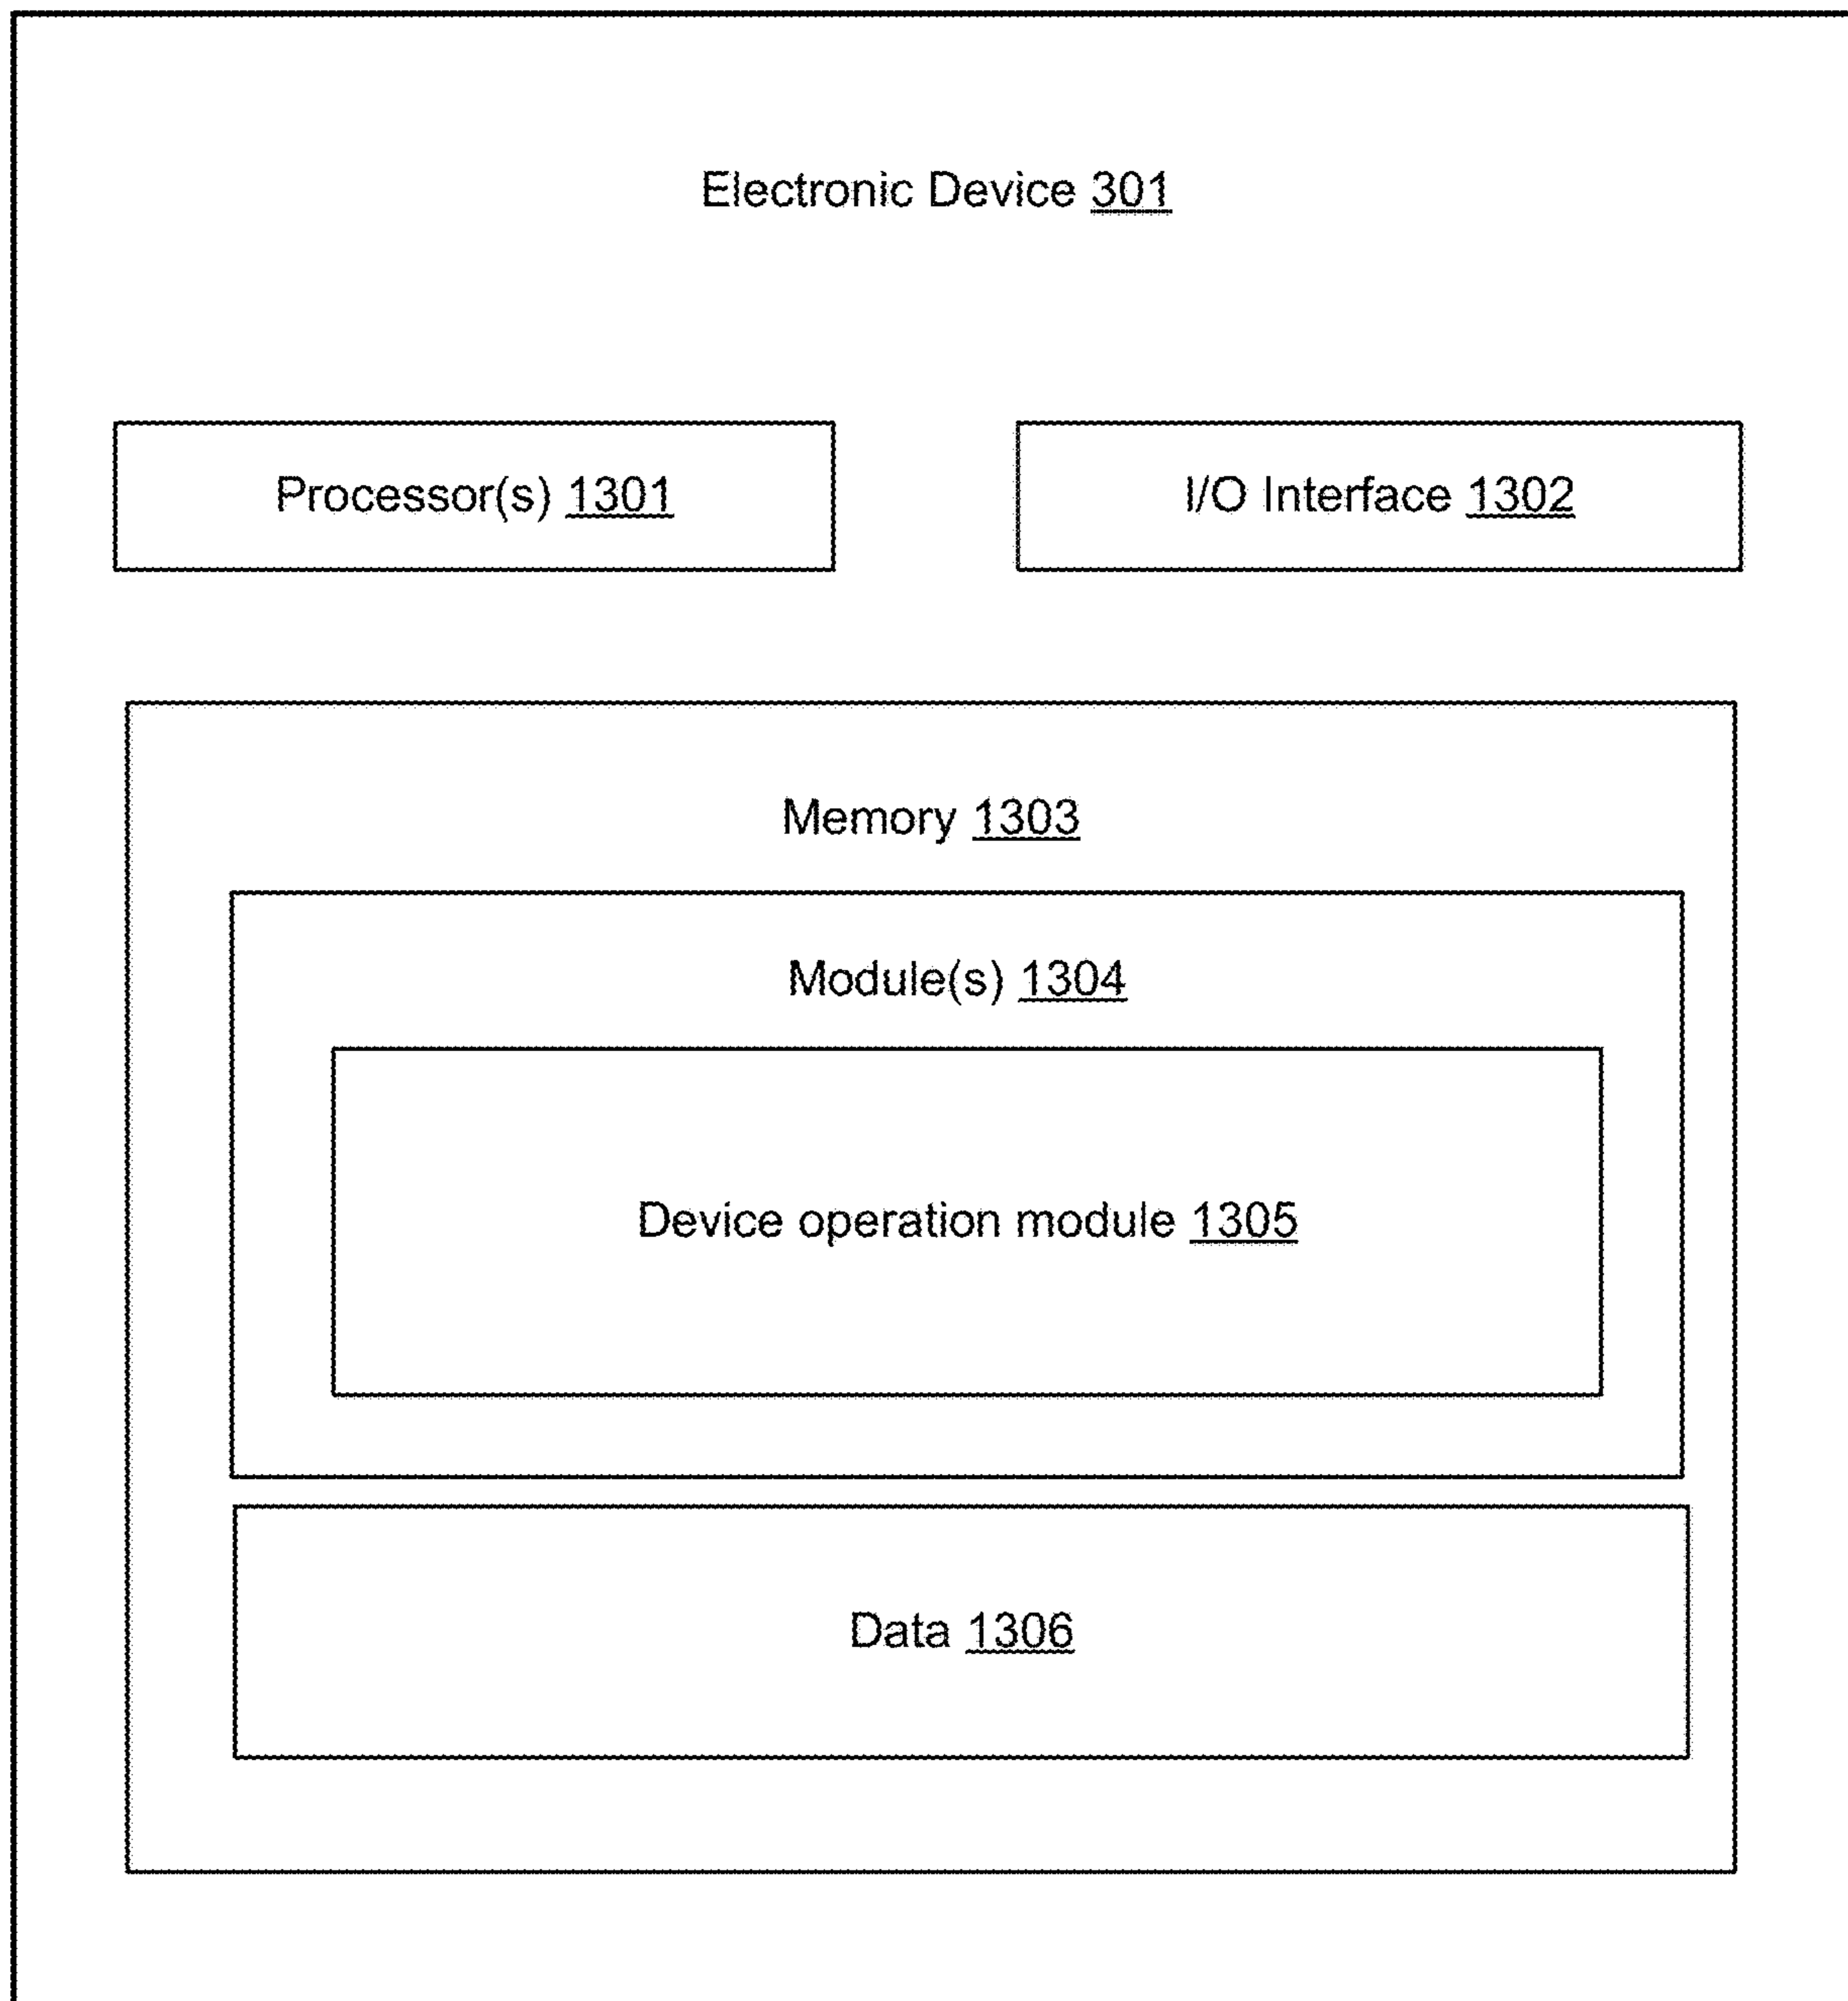 Electronic Device 301
Processor(s) 1301
I/O Interface 1302
Memory 1303
Module(s) 1304
Device operation module 1305
Data 1306